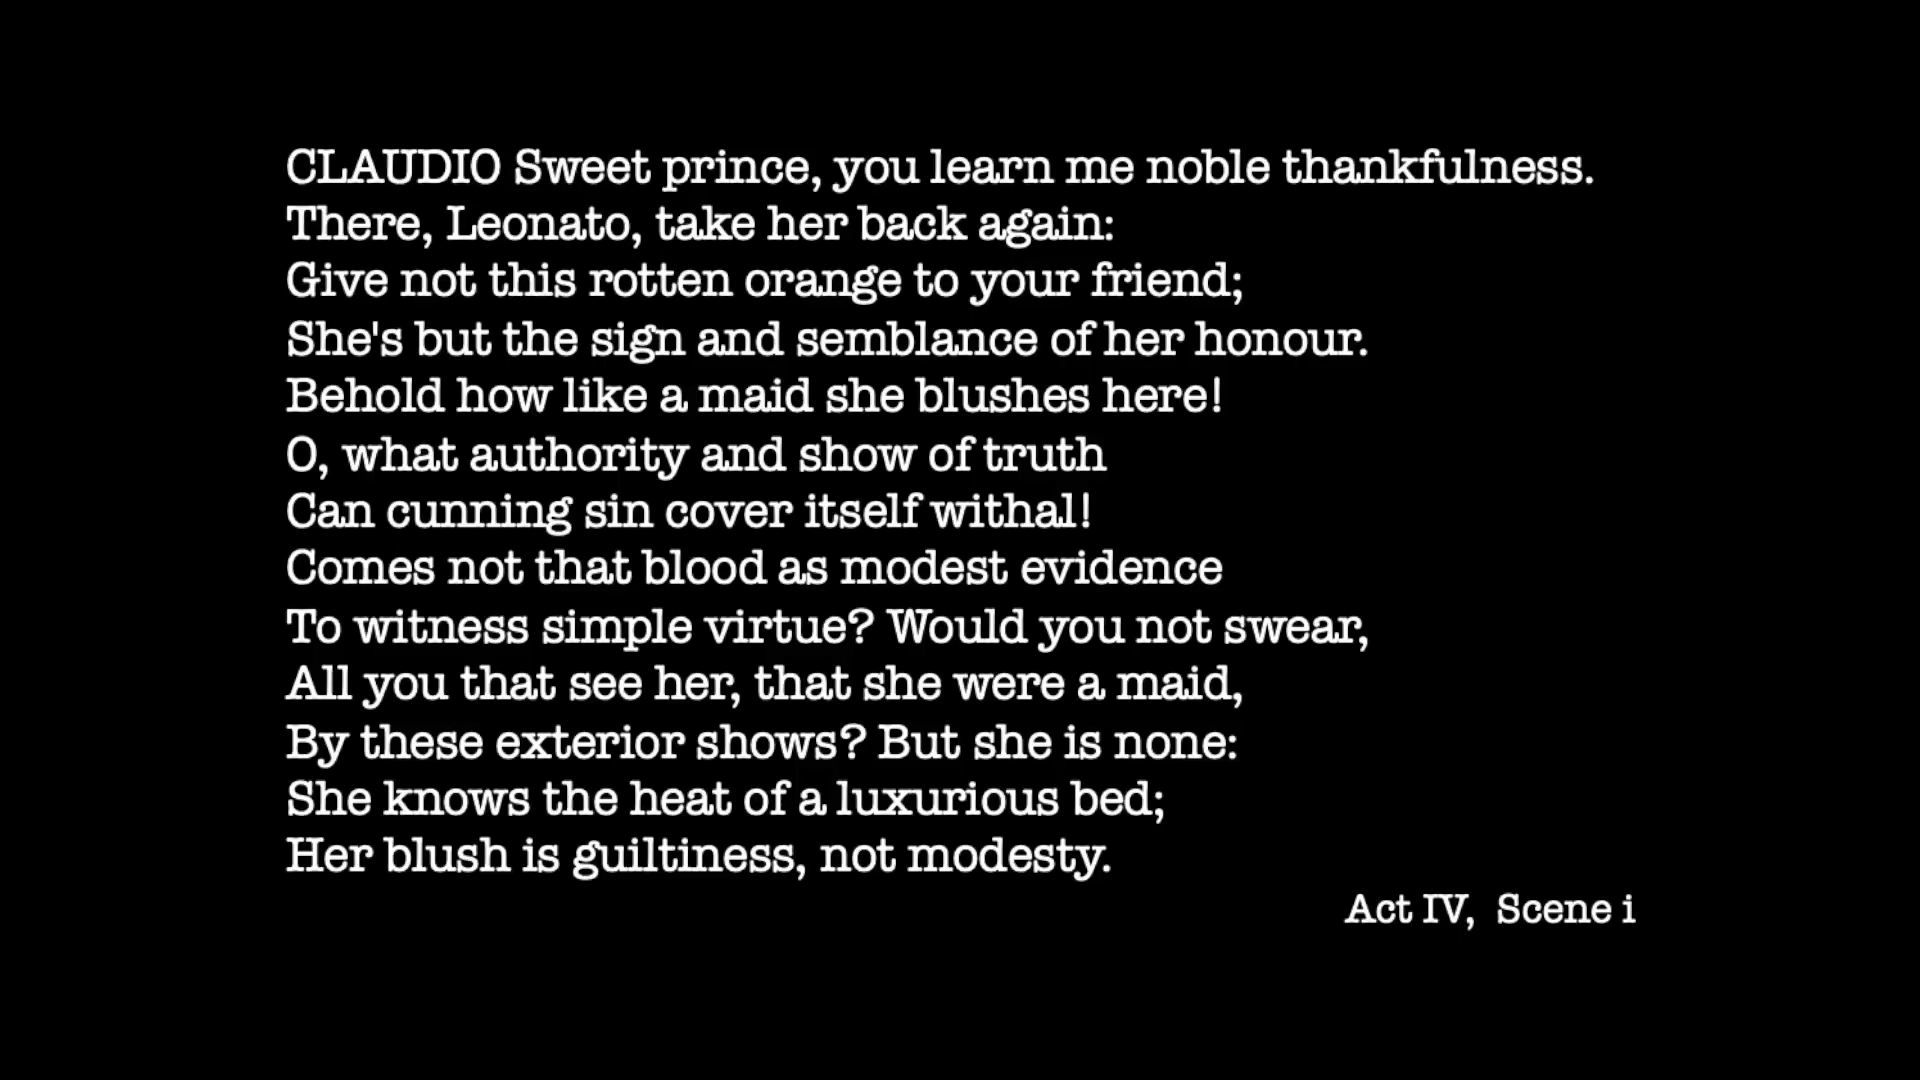 CLAUDIO Sweet prince, you learn me noble thankfulness.
There, Leonato, take her back again:
Give not this rotten orange to your friend;
She's but the sign and semblance of her honour.
Behold how like a maid she blushes here!
O, what authority and show of truth
Can cunning sin cover itself withal!
Comes not that blood as modest evidence
To witness simple virtue? Would you not swear,
All you that see her, that she were a maid,
By these exterior shows? But she is none:
She knows the heat of a luxurious bed;
Her blush is guiltiness, not modesty.
Act IV,  Scene i